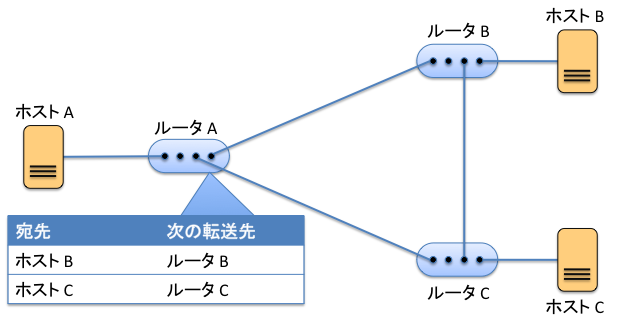 ホスト B
ルータ B
ホスト A
ルータ A
宛先 次の転送先
ホスト B ルータ B
ホスト C ルータ C
ルータ C
ホスト C